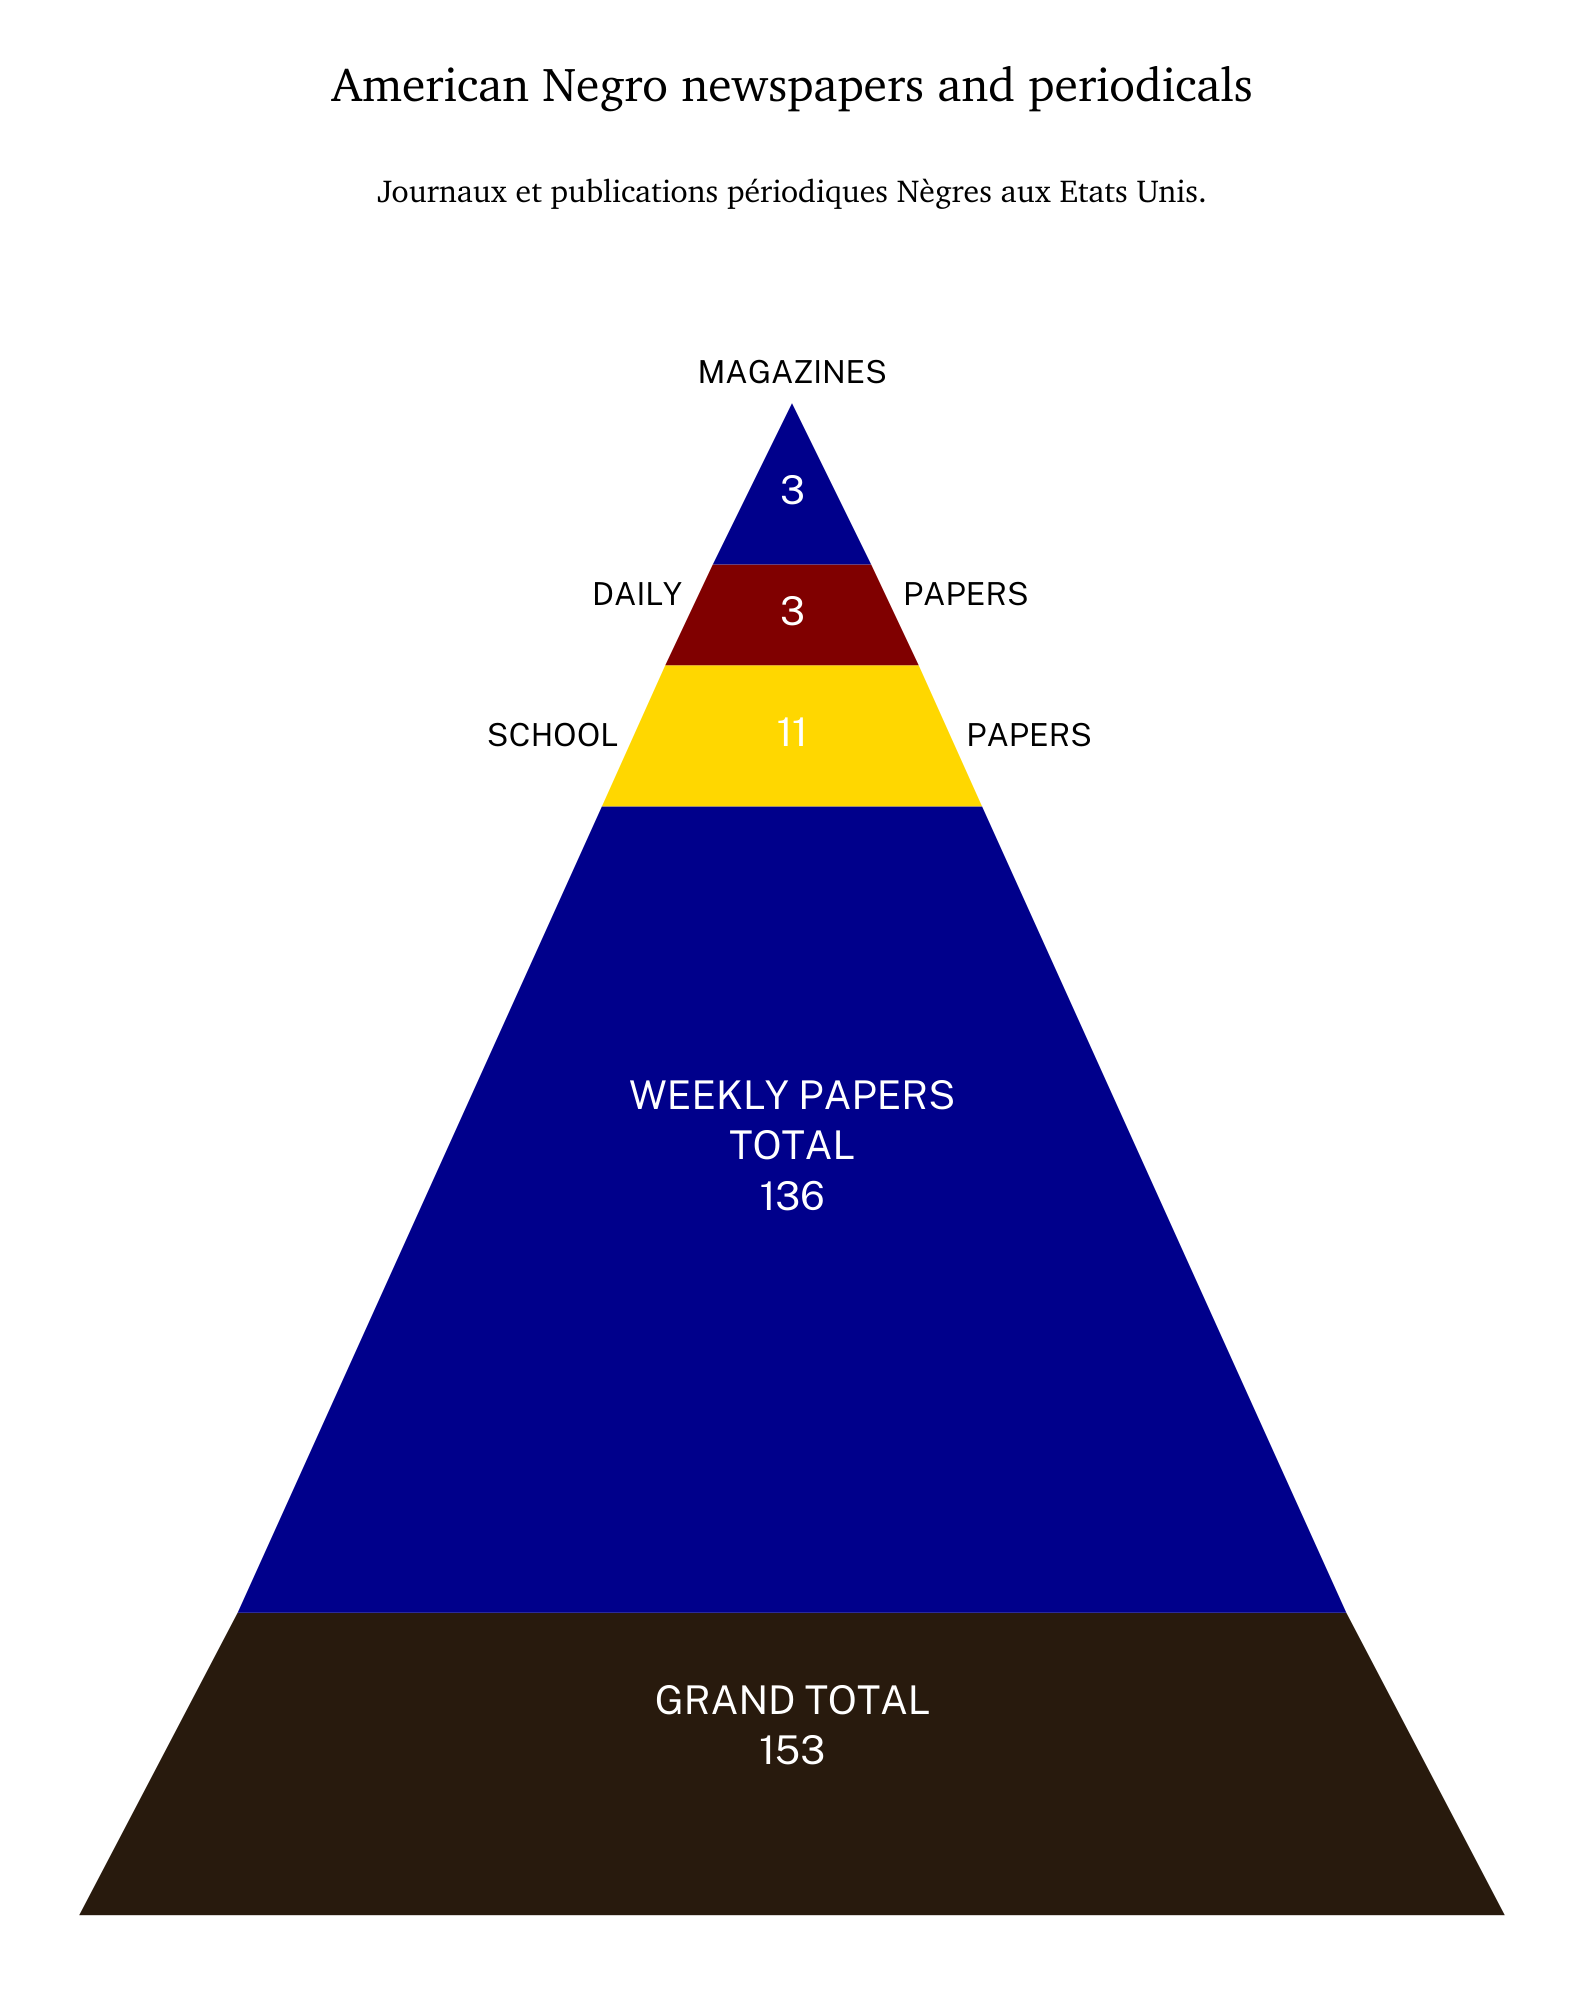 American Negro newspapers and periodicals
Journaux et publications périodiques Nègres aux Etats Unis.
MAGAZINES
3
DAILY 3 PAPERS
SCHOOL 11 PAPERS
WEEKLY PAPERS
TOTAL
136
GRAND TOTAL
153